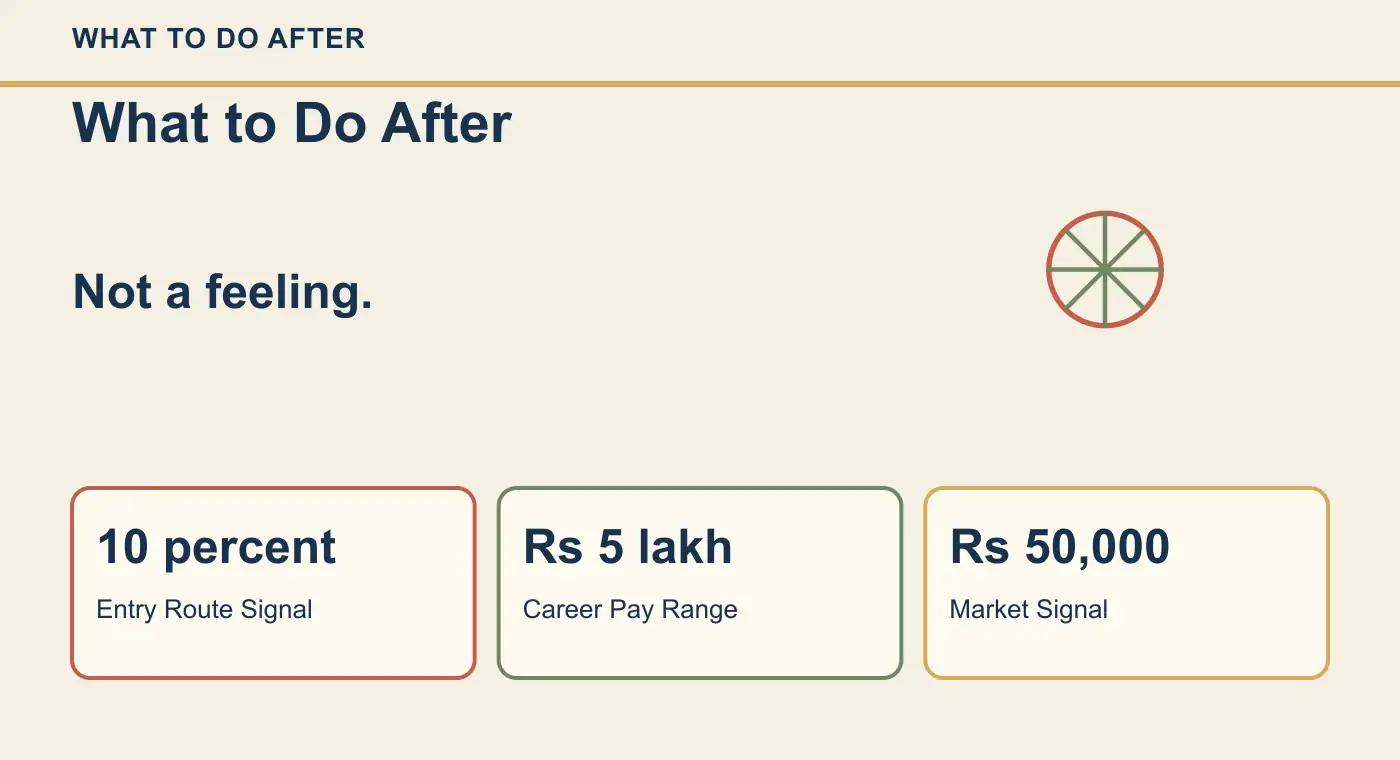 WHAT TO DO AFTER
What to Do After
Not a feeling.
10 percent
Entry Route Signal
Rs 5 lakh
Career Pay Range
Rs 50,000
Market Signal